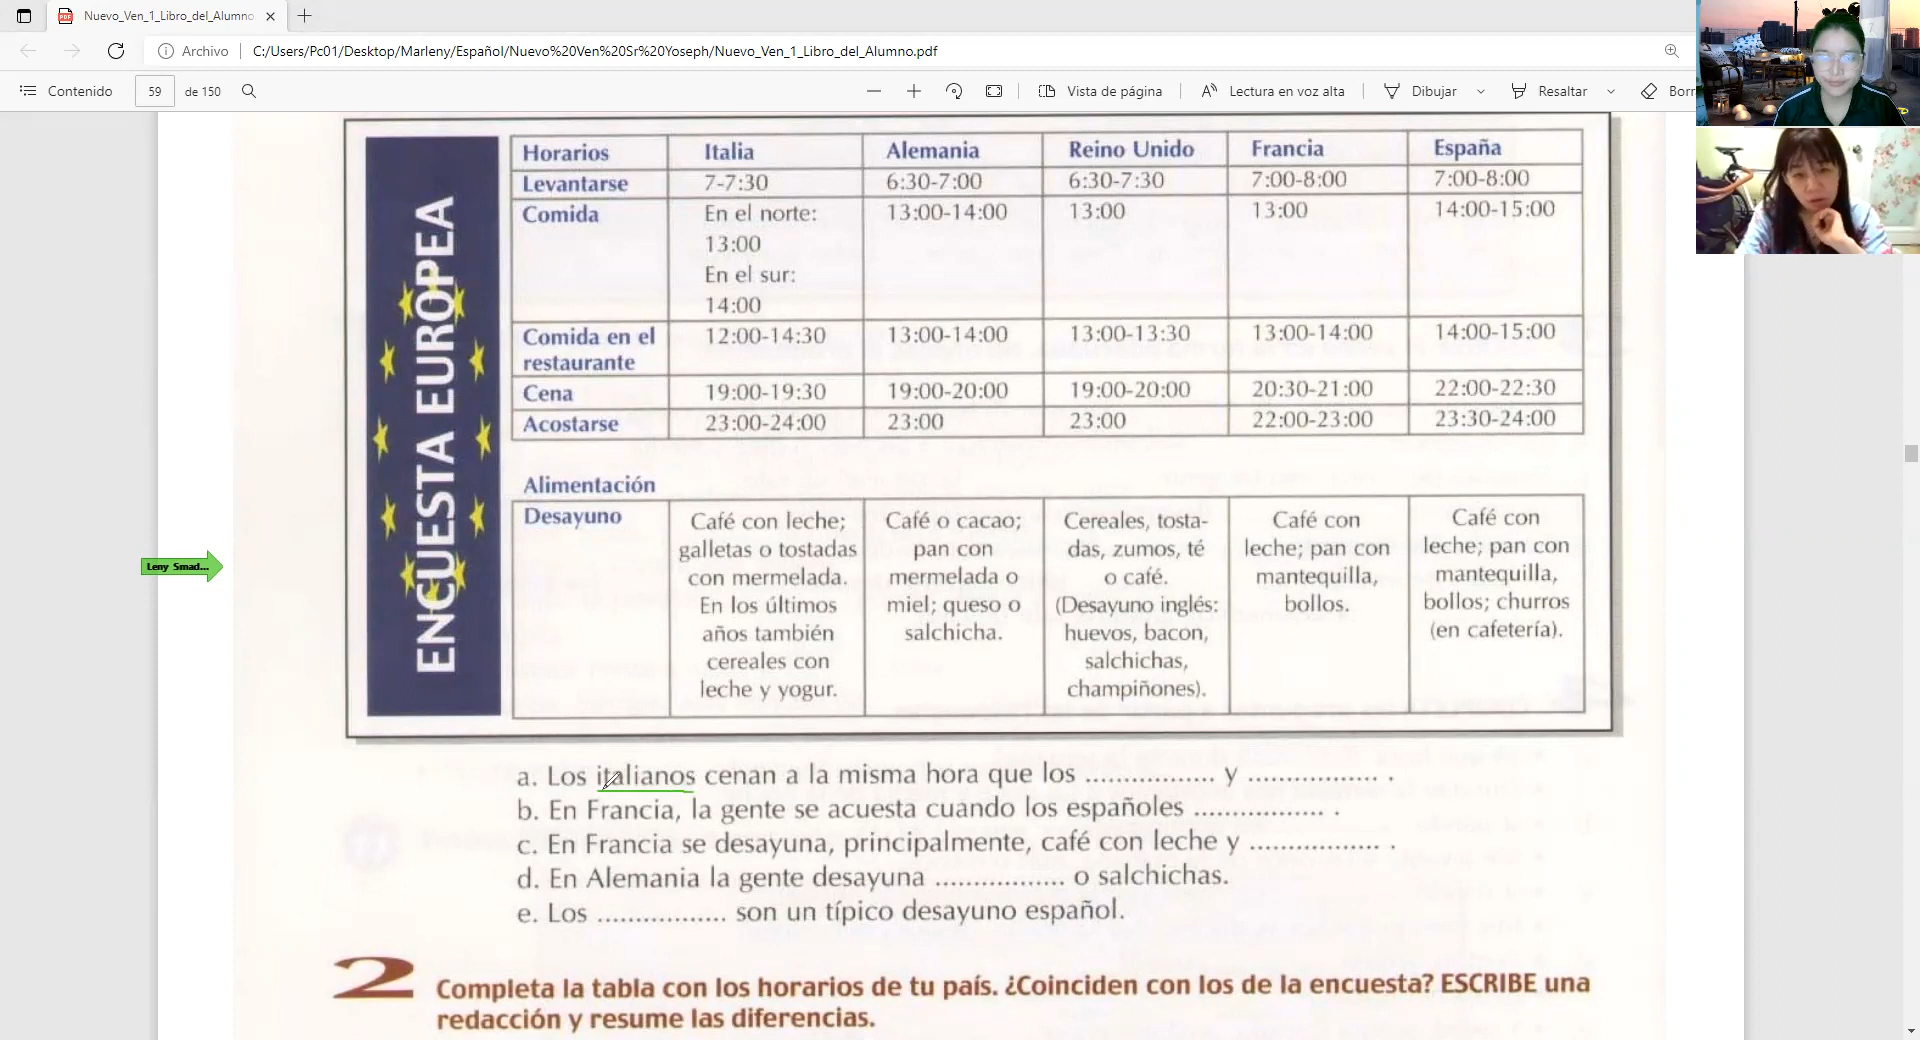 Nuevo_Ven_1_Libro_del_Alumno.
Archivo C:/Users/Pc01/Desktop/Marleny/Español/Nuevo%20Ven%20Sr%20Yoseph/Nuevo_Ven_1_Libro_del_Alumno.pdf
Contenido 59 de 150 Vista de página Lectura en voz alta Dibujar Resaltar Borr
ENCUESTA EUROPEA
Horarios Italia Alemania Reino Unido Francia España
Levantarse 7-7:30 6:30-7:00 6:30-7:30 7:00-8:00 7:00-8:00
Comida En el norte: 13:00-14:00 13:00 13:00 14:00-15:00
13:00
En el sur:
14:00
Comida en el 12:00-14:30 13:00-14:00 13:00-13:30 13:00-14:00 14:00-15:00
restaurante
Cena 19:00-19:30 19:00-20:00 19:00-20:00 20:30-21:00 22:00-22:30
Acostarse 23:00-24:00 23:00 23:00 22:00-23:00 23:30-24:00
Alimentación
Desayuno Café con leche; Café o cacao; Cereales, tosta- Café con Café con
galletas o tostadas pan con das, zumos, té leche; pan con leche; pan con
con mermelada. mermelada o o café. mantequilla, mantequilla,
En los últimos miel; queso o (Desayuno inglés: bollos. bollos; churros
años también salchicha. huevos, bacon, (en cafetería).
cereales con salchichas,
leche y yogur. champiñones).
Leny Smad...
a. Los italianos cenan a la misma hora que los ................. y ................. .
b. En Francia, la gente se acuesta cuando los españoles ................. .
c. En Francia se desayuna, principalmente, café con leche y ................. .
d. En Alemania la gente desayuna ................. o salchichas.
e. Los ................. son un típico desayuno español.
2 Completa la tabla con los horarios de tu país. ¿Coinciden con los de la encuesta? ESCRIBE una
redacción y resume las diferencias.